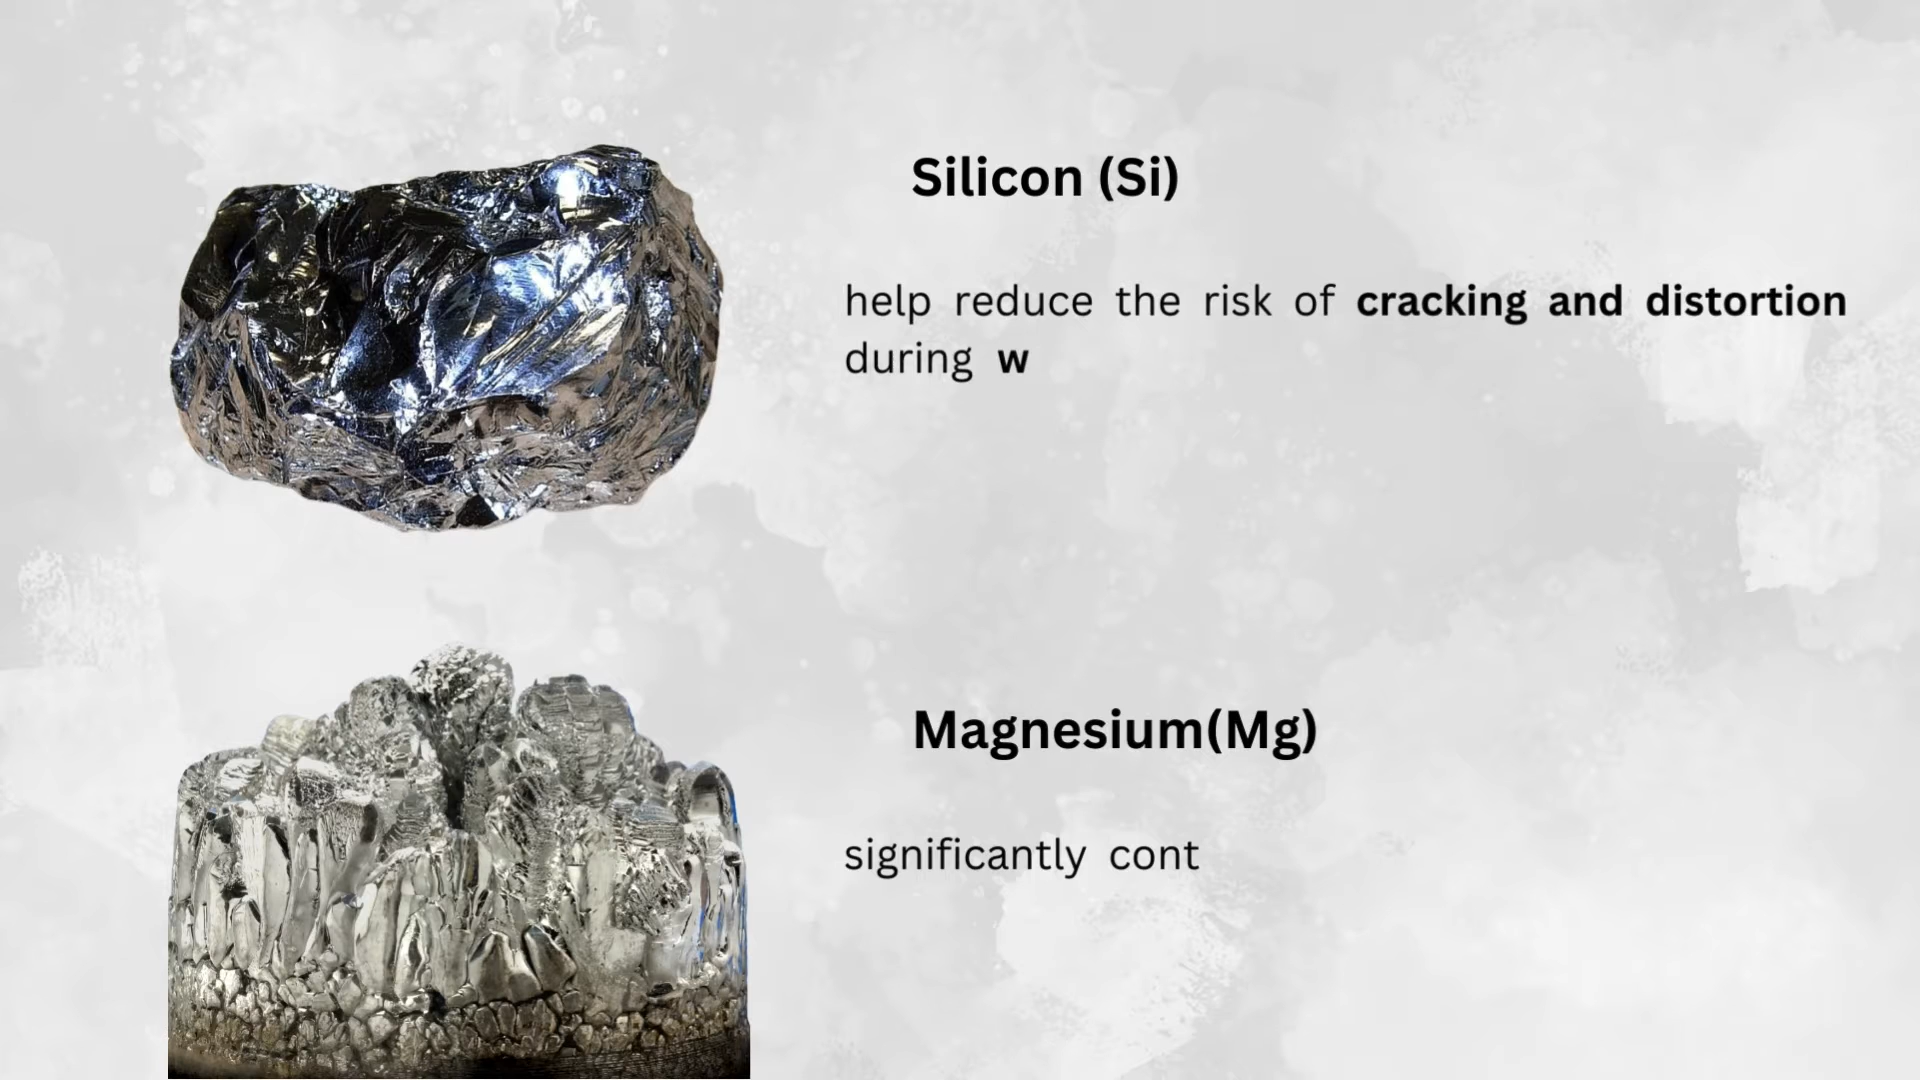 Silicon (Si)
help reduce the risk of cracking and distortion
during w
Magnesium(Mg)
significantly cont